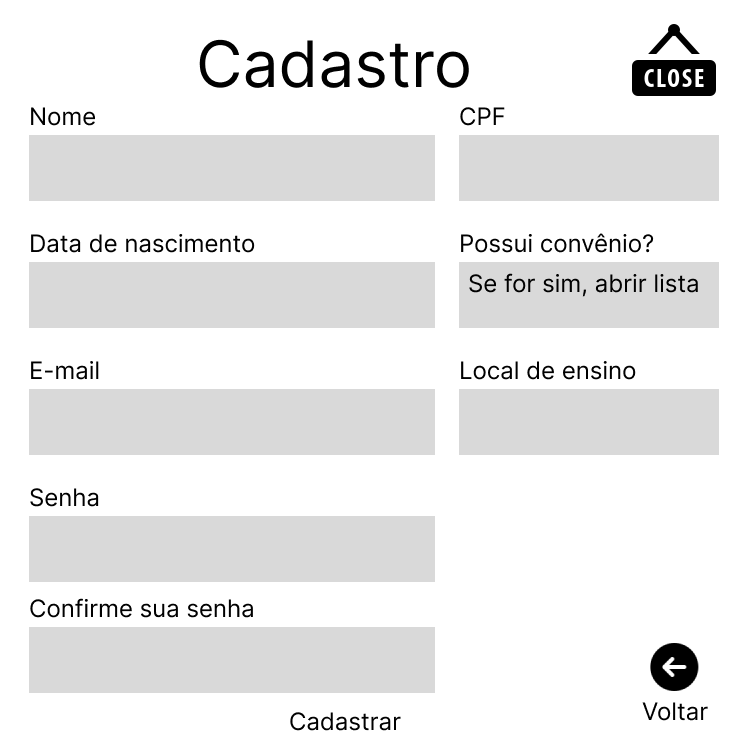 Cadastro
CLOSE
Nome
CPF
Data de nascimento
Possui convênio?
Se for sim, abrir lista
E-mail
Local de ensino
Senha
Confirme sua senha
Voltar
Cadastrar